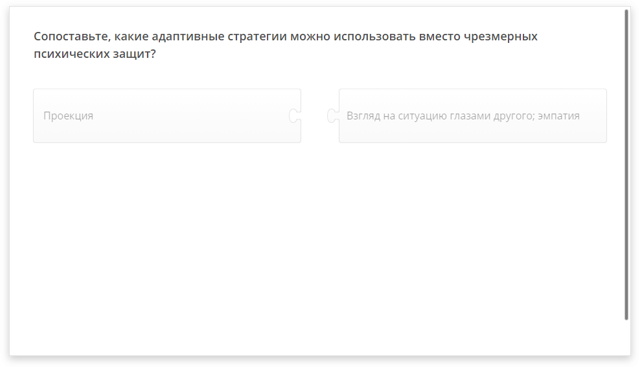 Сопоставьте, какие адаптивные стратегии можно использовать вместо чрезмерных
психических защит?
Проекция
Взгляд на ситуацию глазами другого; эмпатия